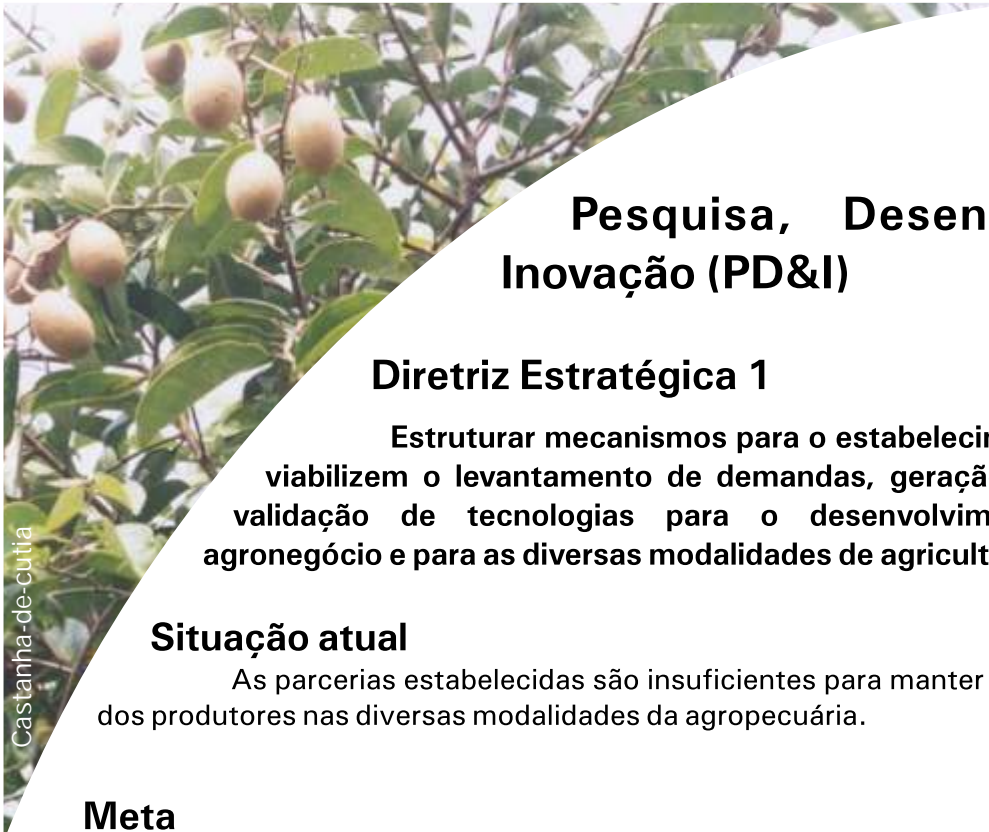 Pesquisa, Desen
Inovação (PD&I)
Diretriz Estratégica 1
Estruturar mecanismos para o estabelecir
viabilizem o levantamento de demandas, geraçã
validação de tecnologias para o desenvolvim
agronegócio e para as diversas modalidades de agricult
Situação atual
As parcerias estabelecidas são insuficientes para manter
dos produtores nas diversas modalidades da agropecuária.
Meta
Castanha-de-cutia